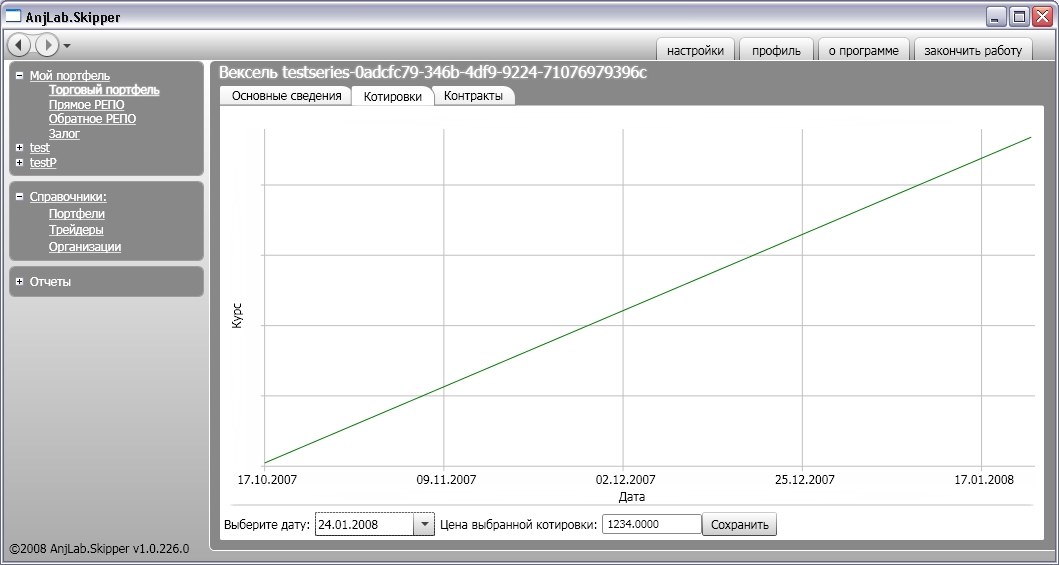 AnjLab.Skipper
настройки профиль о программе закончить работу
Мой портфель
Торговый портфель
Прямое РЕПО
Обратное РЕПО
Залог
test
testP
Справочники:
Портфели
Трейдеры
Организации
Отчеты
©2008 AnjLab.Skipper v1.0.226.0
Вексель testseries-0adcfc79-346b-4df9-9224-71076979396c
Основные сведения Котировки Контракты
Курс
17.10.2007 09.11.2007 02.12.2007 25.12.2007 17.01.2008
Дата
Выберите дату: 24.01.2008 Цена выбранной котировки: 1234.0000 Сохранить